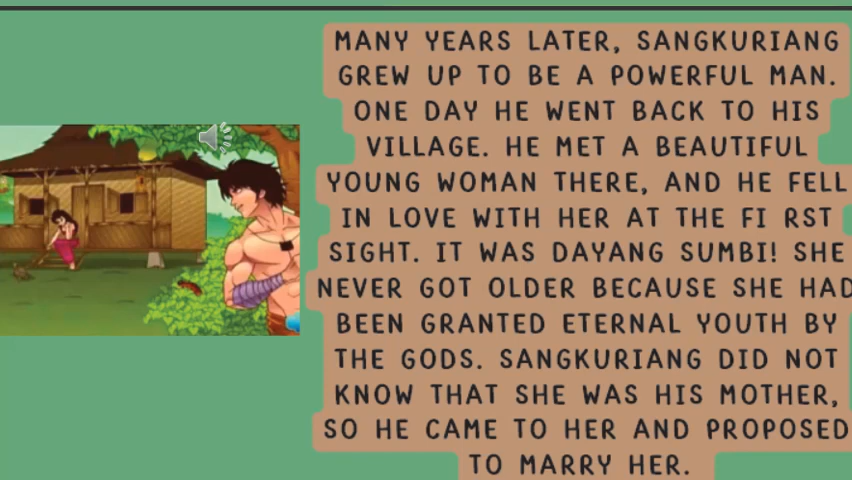 MANY YEARS LATER, SANGKURIANG
GREW UP TO BE A POWERFUL MAN.
ONE DAY HE WENT BACK TO HIS
VILLAGE. HE MET A BEAUTIFUL
YOUNG WOMAN THERE, AND HE FELL
IN LOVE WITH HER AT THE FI RST
SIGHT. IT WAS DAYANG SUMBI! SHE
NEVER GOT OLDER BECAUSE SHE HAD
BEEN GRANTED ETERNAL YOUTH BY
THE GODS. SANGKURIANG DID NOT
KNOW THAT SHE WAS HIS MOTHER,
SO HE CAME TO HER AND PROPOSED
TO MARRY HER.